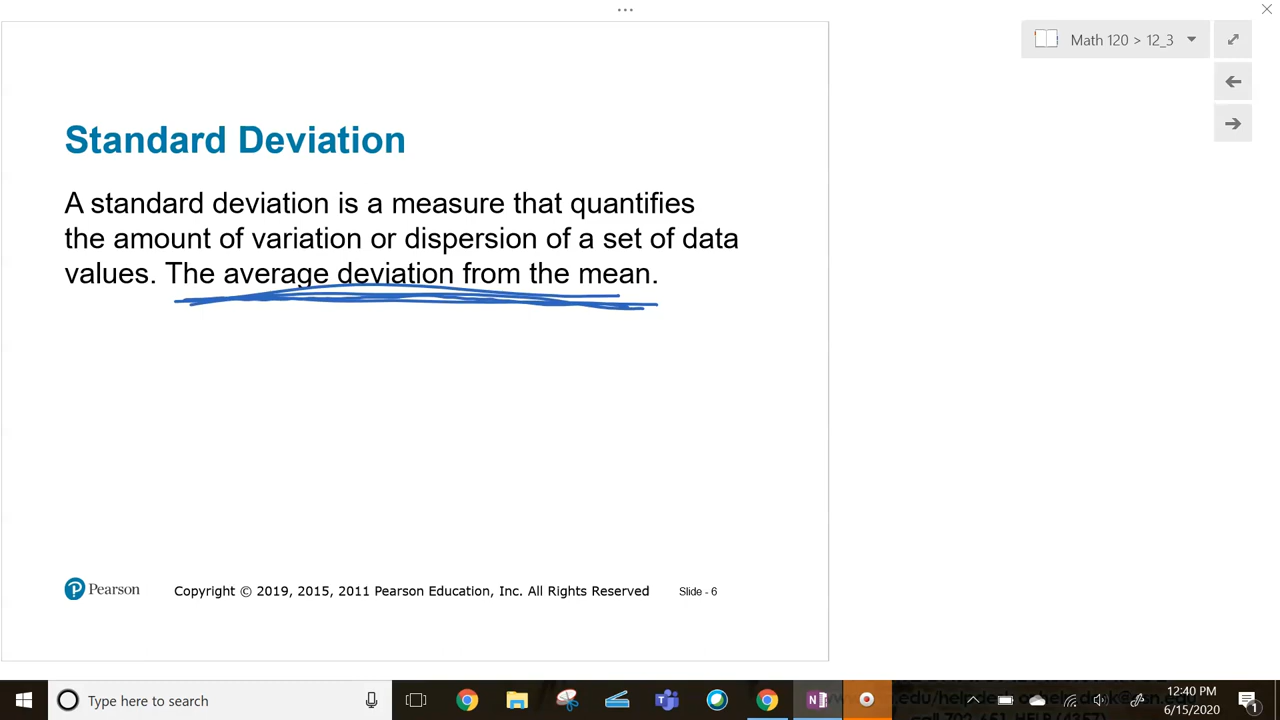 Math 120 > 12_3
Standard Deviation
A standard deviation is a measure that quantifies
the amount of variation or dispersion of a set of data
values. The average deviation from the mean.
Pearson
Copyright © 2019, 2015, 2011 Pearson Education, Inc. All Rights Reserved
Slide - 6
Type here to search
12:40 PM
6/15/2020
1